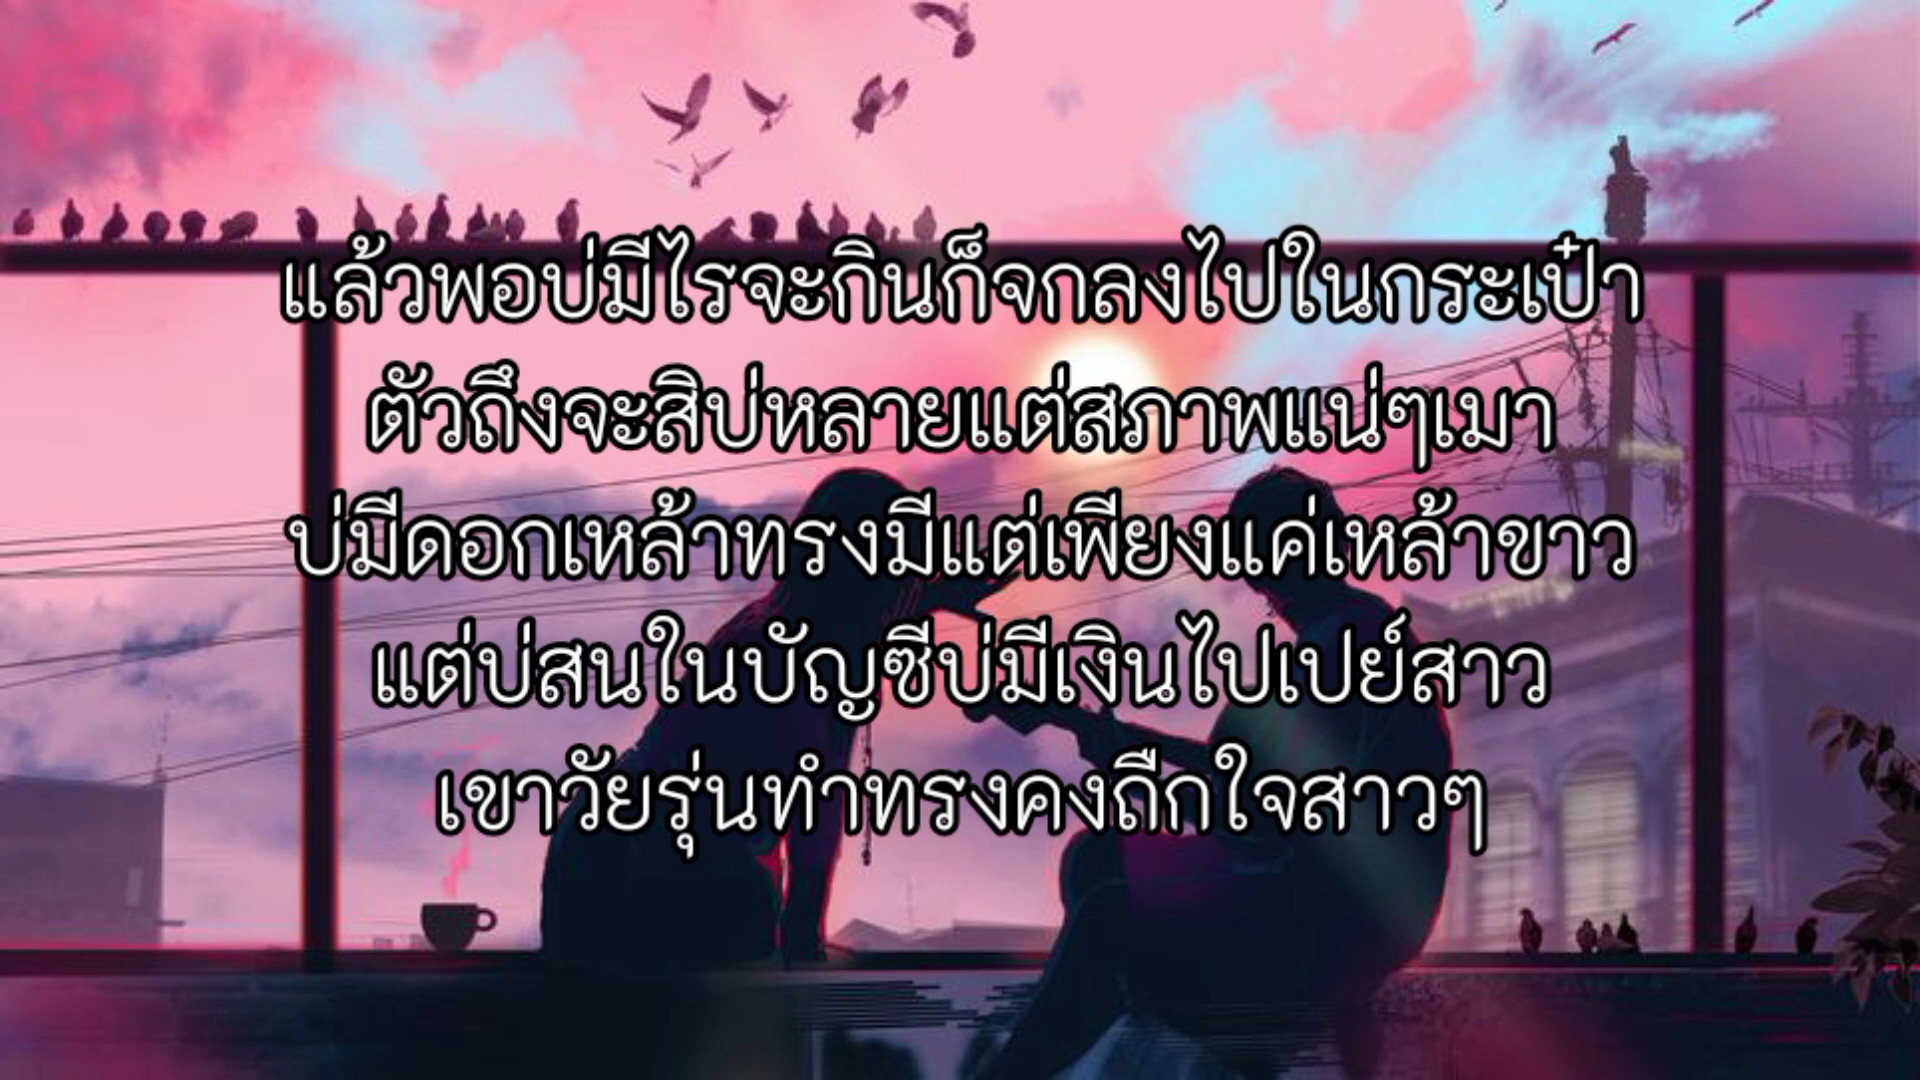 แล้วพอบ่มีไรจะกินก็จกลงไปในกระเป๋า
ตัวถึงจะสิบ่หลายแต่สภาพแน่ๆเมา
บ่มีดอกเหล้าทรงมีแต่เพียงแค่เหล้าขาว
แต่บ่สนในบัญซีบ่มีเงินไปเปย์สาว
เขาวัยรุ่นทำทรงคงถืกใจสาวๆ